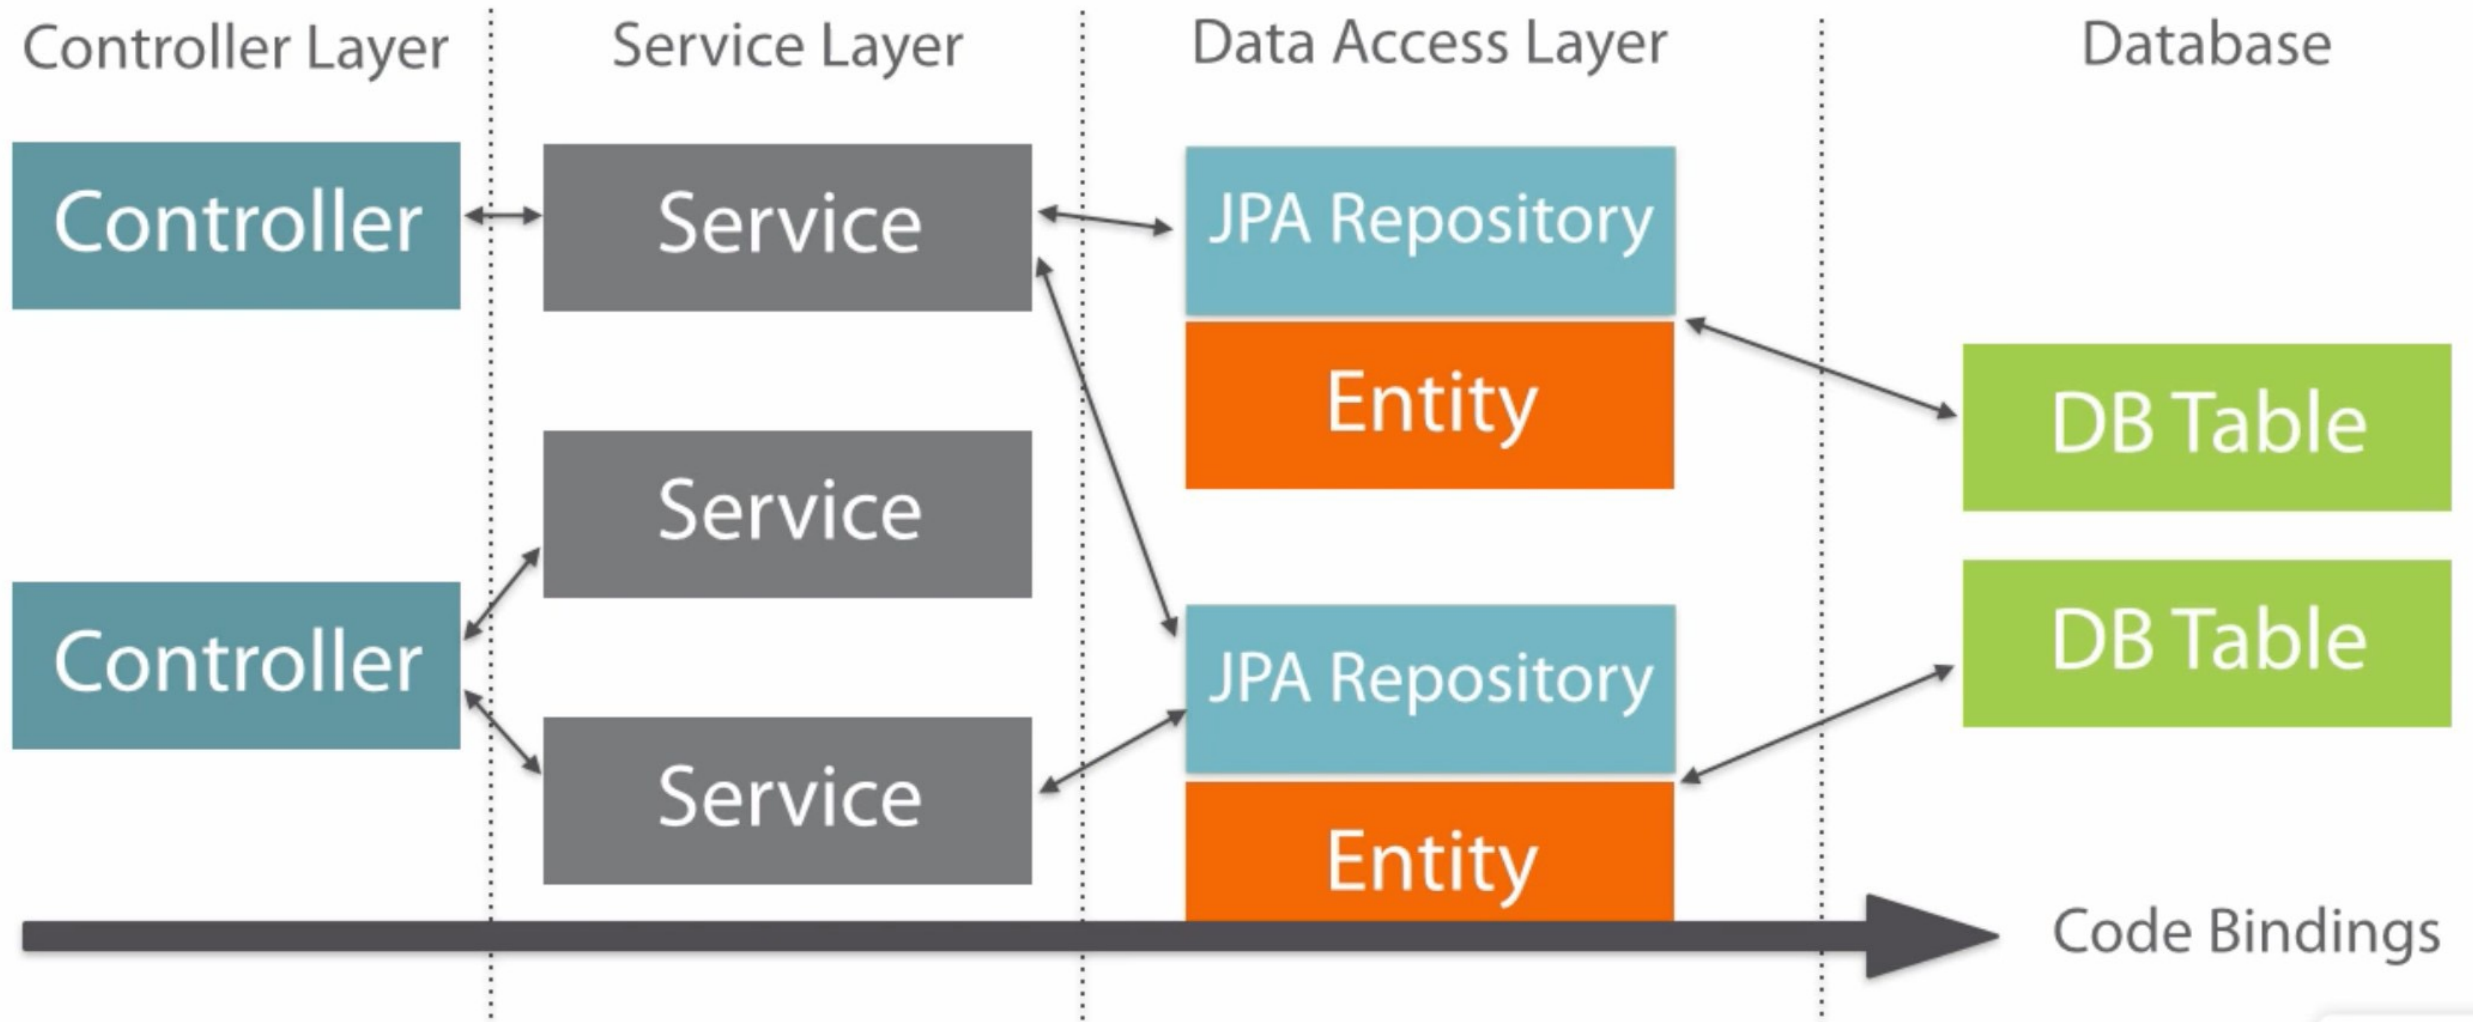 Controller Layer
Service Layer
Data Access Layer
Database
Controller
Service
JPA Repository
Entity
DB Table
Service
Controller
DB Table
JPA Repository
Service
Entity
Code Bindings